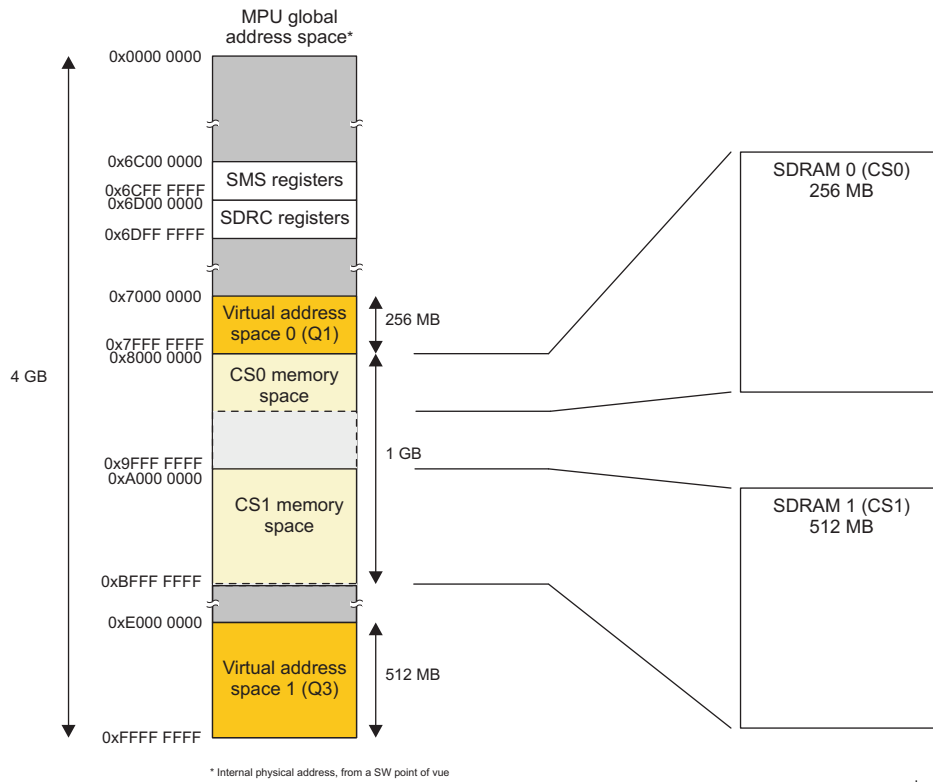 MPU global
address space*
0x0000 0000
0x6C00 0000
SMS registers
0x6CFF FFFF
0x6D00 0000
SDRC registers
0x6DFF FFFF
0x7000 0000
Virtual address
space 0 (Q1)
256 MB
0x7FFF FFFF
0x8000 0000
4 GB
CS0 memory
space
1 GB
0x9FFF FFFF
0xA000 0000
CS1 memory
space
0xBFFF FFFF
0xE000 0000
Virtual address
space 1 (Q3)
512 MB
0xFFFF FFFF
SDRAM 0 (CS0)
256 MB
SDRAM 1 (CS1)
512 MB
* Internal physical address, from a SW point of vue